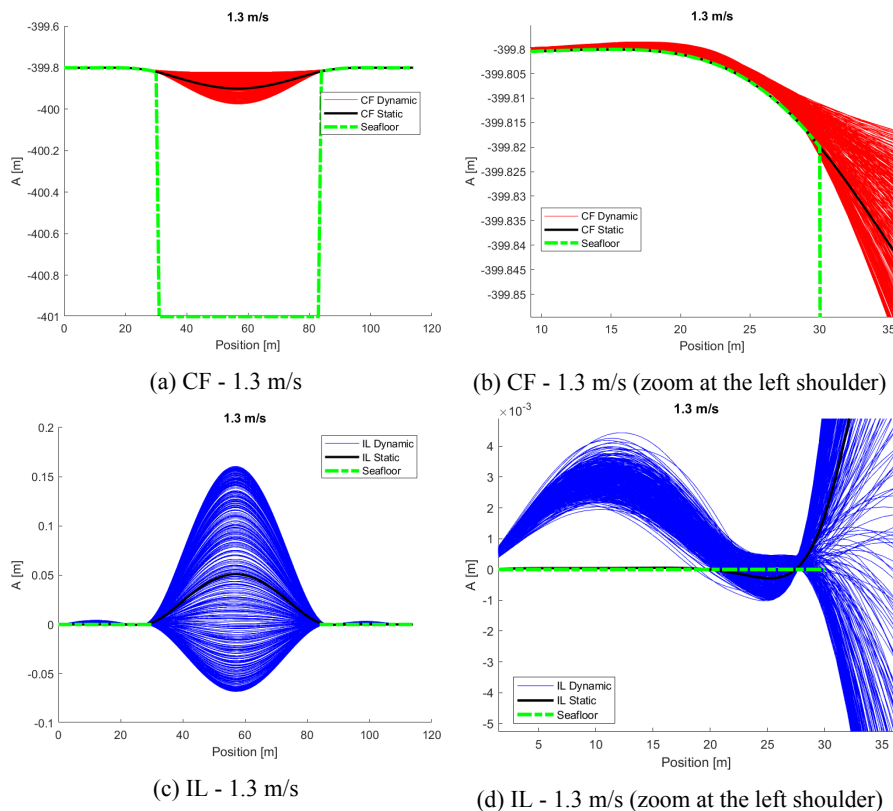 1.3 m/s
-399.6
-399.8
-400
-400.2
-400.4
-400.6
-400.8
-401
A [m]
CF Dynamic
CF Static
Seafloor
0 20 40 60 80 100 120
Position [m]
(a) CF - 1.3 m/s
1.3 m/s
-399.8
-399.805
-399.81
-399.815
-399.82
-399.825
-399.83
-399.835
-399.84
-399.845
-399.85
A [m]
CF Dynamic
CF Static
Seafloor
10 15 20 25 30 35
Position [m]
(b) CF - 1.3 m/s (zoom at the left shoulder)
1.3 m/s
0.2
0.15
0.1
0.05
0
-0.05
-0.1
A [m]
IL Dynamic
IL Static
Seafloor
0 20 40 60 80 100 120
Position [m]
(c) IL - 1.3 m/s
1.3 m/s
×10-3
4
3
2
1
0
-1
-2
-3
-4
-5
A [m]
IL Dynamic
IL Static
Seafloor
5 10 15 20 25 30 35
Position [m]
(d) IL - 1.3 m/s (zoom at the left shoulder)